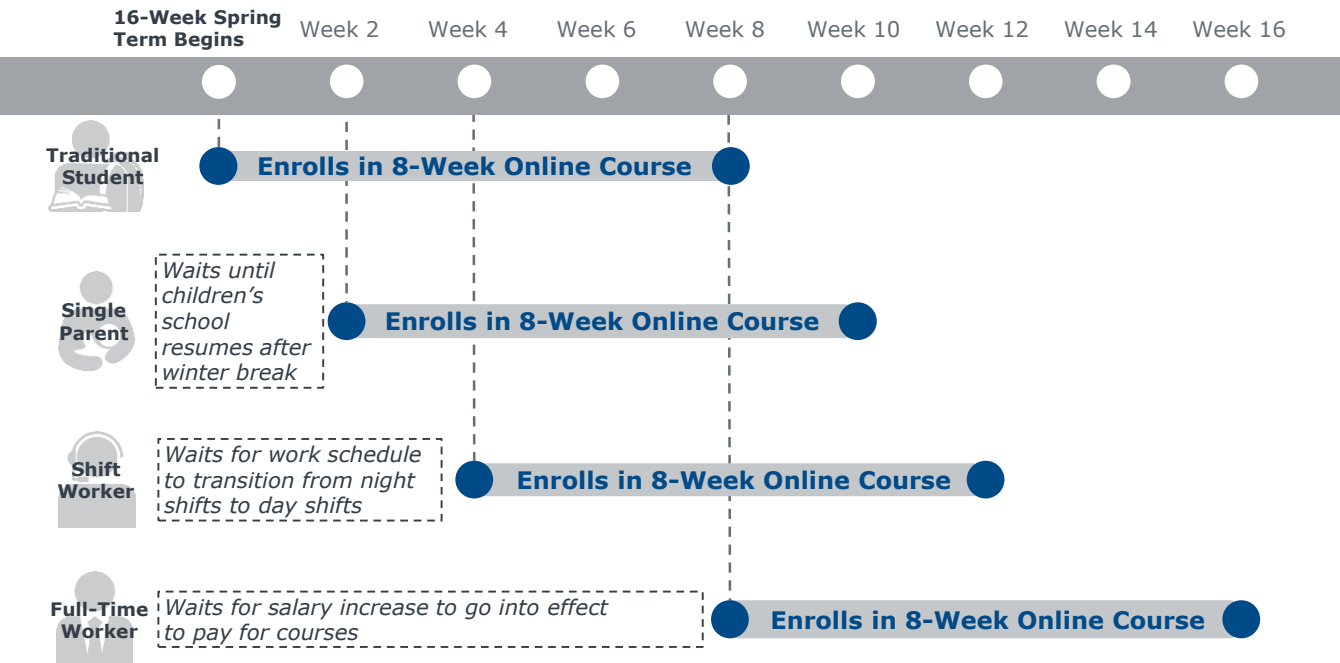 16-Week Spring
Term Begins
Week 2
Week 4
Week 6
Week 8
Week 10
Week 12
Week 14
Week 16
Traditional
Student
Enrolls in 8-Week Online Course
Single
Parent
Waits until
children’s
school
resumes after
winter break
Enrolls in 8-Week Online Course
Shift
Worker
Waits for work schedule
to transition from night
shifts to day shifts
Enrolls in 8-Week Online Course
Full-Time
Worker
Waits for salary increase to go into effect
to pay for courses
Enrolls in 8-Week Online Course